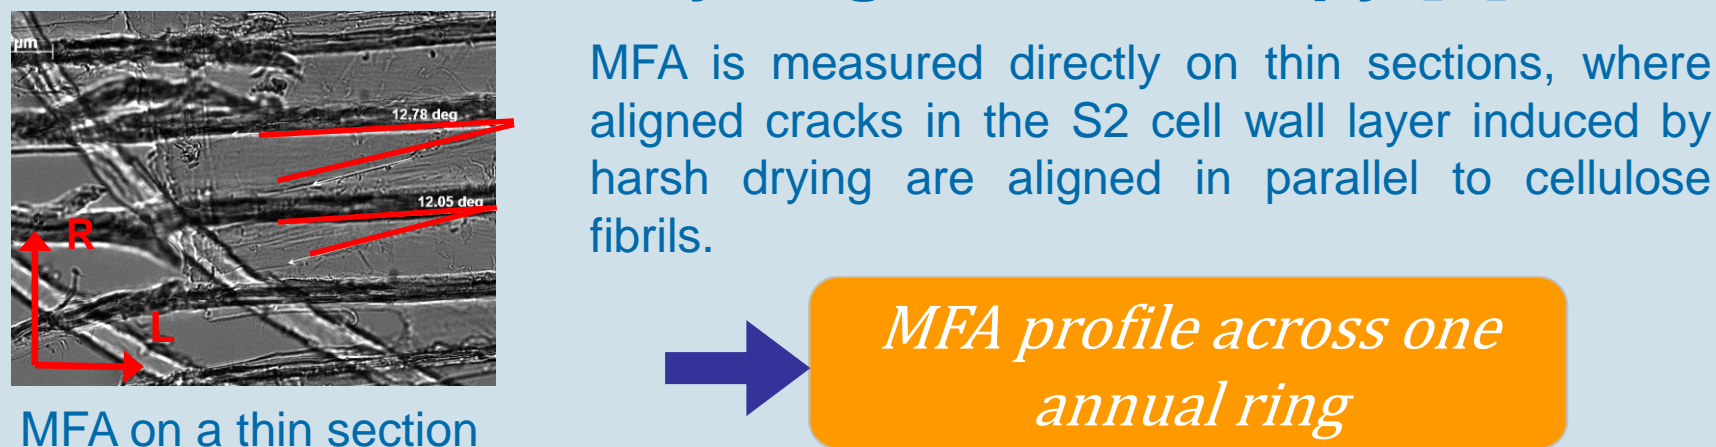 µm
12.78 deg
12.05 deg
R
L
MFA on a thin section
MFA is measured directly on thin sections, where
aligned cracks in the S2 cell wall layer induced by
harsh drying are aligned in parallel to cellulose
fibrils.
MFA profile across one
annual ring